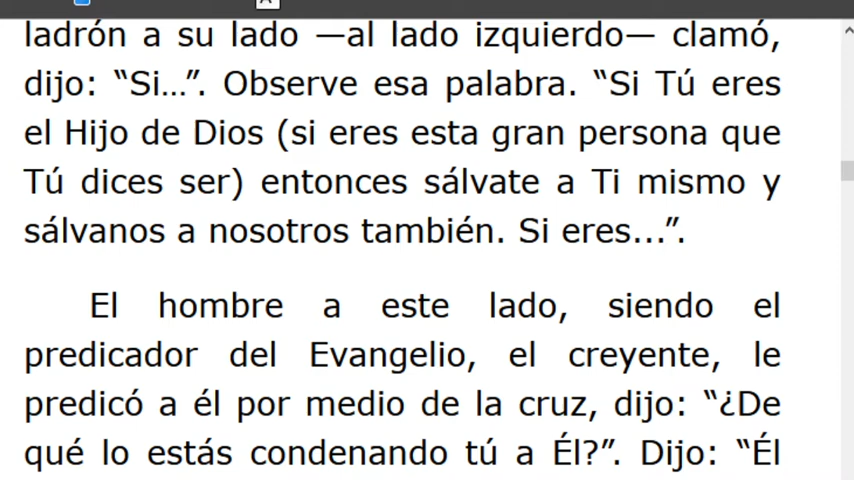 ladrón a su lado —al lado izquierdo— clamó,
dijo: “Si...”. Observe esa palabra. “Si Tú eres
el Hijo de Dios (si eres esta gran persona que
Tú dices ser) entonces sálvate a Ti mismo y
sálvanos a nosotros también. Si eres...”.
El hombre a este lado, siendo el
predicador del Evangelio, el creyente, le
predicó a él por medio de la cruz, dijo: “¿De
qué lo estás condenando tú a Él?”. Dijo: “Él